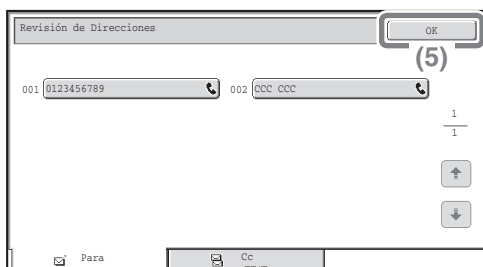 Revisión de Direcciones
OK
(5)
001 0123456789
002 CCC CCC
1
1
Para
Cc